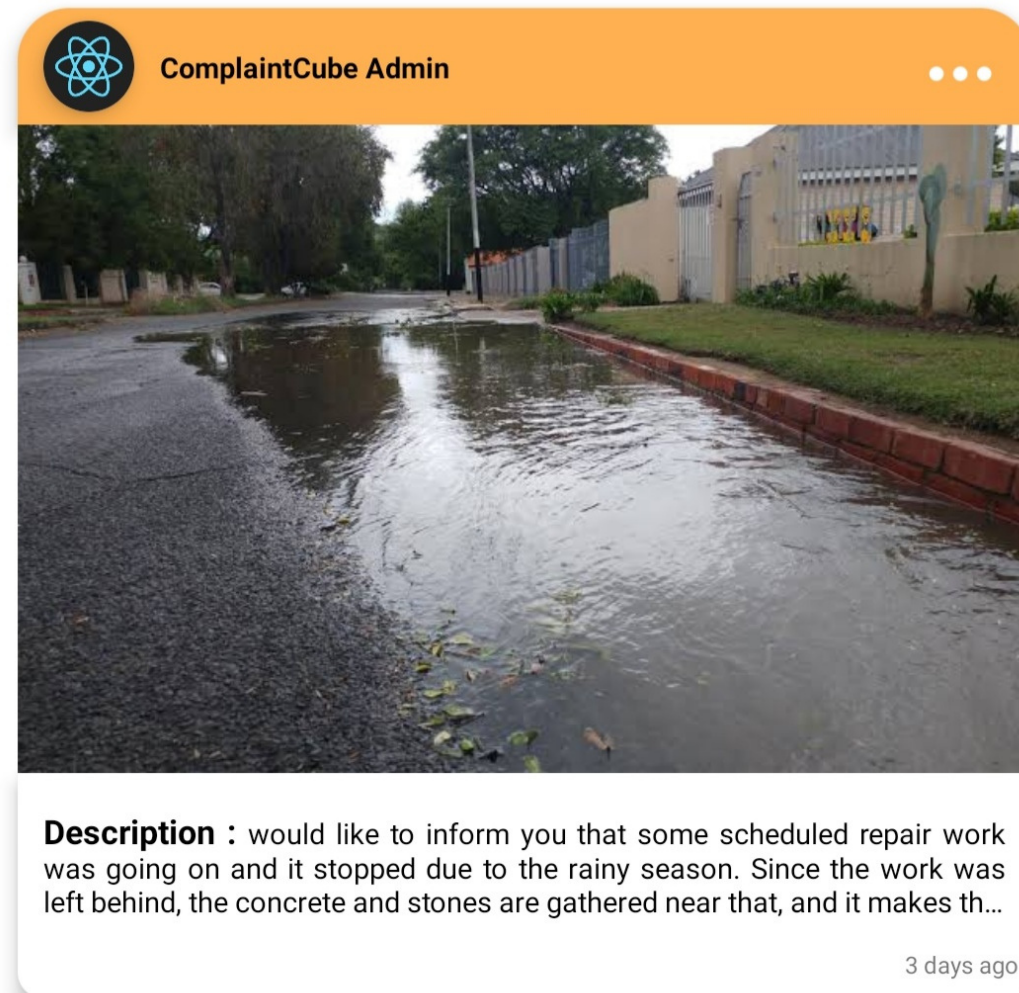 ComplaintCube Admin
Description : would like to inform you that some scheduled repair work
was going on and it stopped due to the rainy season. Since the work was
left behind, the concrete and stones are gathered near that, and it makes th...
3 days ago